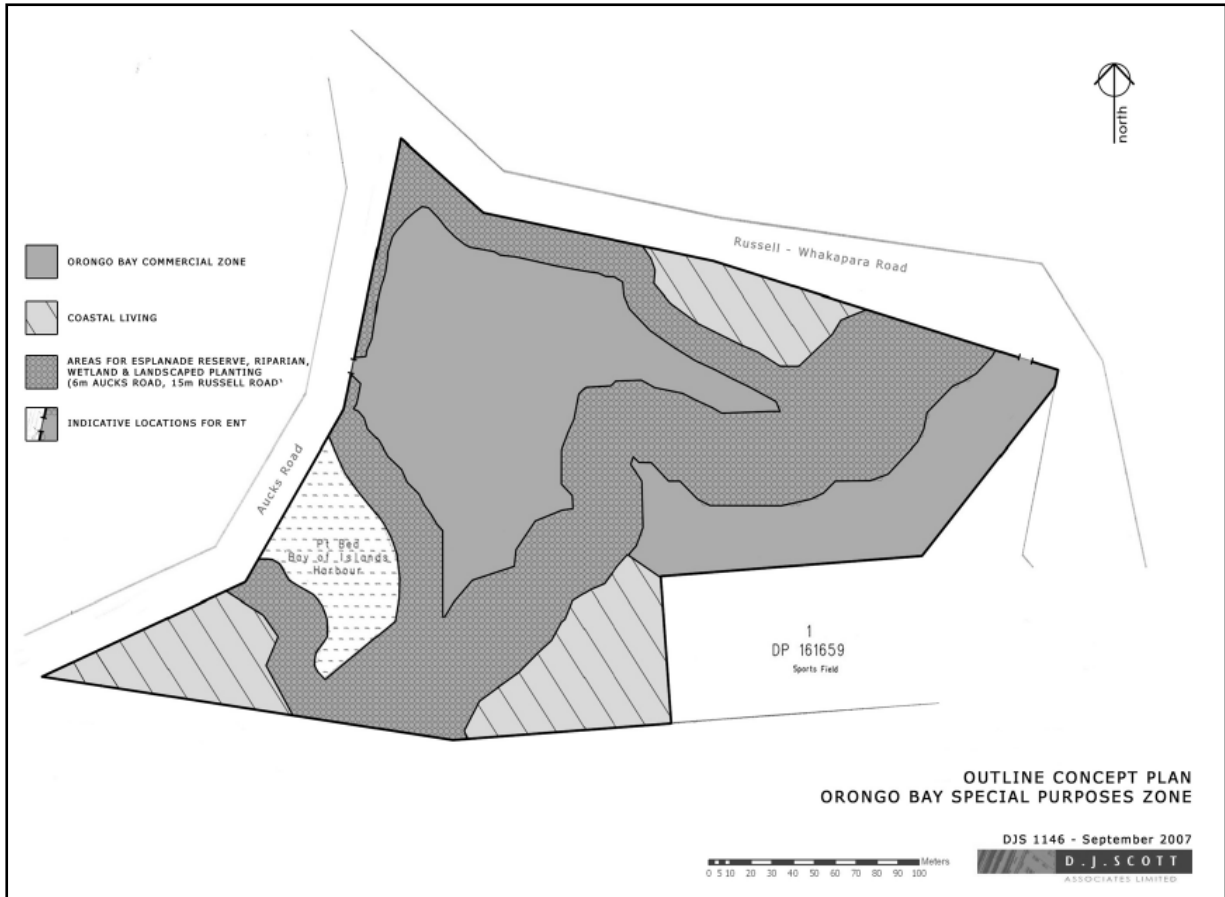 north
Russell - Whakapara Road
ORONGO BAY COMMERCIAL ZONE
COASTAL LIVING
AREAS FOR ESPLANADE RESERVE, RIPARIAN,
WETLAND & LANDSCAPED PLANTING
(6m AUCKS ROAD, 15m RUSSELL ROAD)
INDICATIVE LOCATIONS FOR ENT
Aucks Road
Pt Bed
Bay of Islands
Harbour
1
DP 161659
Sports Field
OUTLINE CONCEPT PLAN
ORONGO BAY SPECIAL PURPOSES ZONE
DJS 1146 - September 2007
0 5 10 20 30 40 50 60 70 80 90 100 Meters
D.J.SCOTT
ASSOCIATES LIMITED